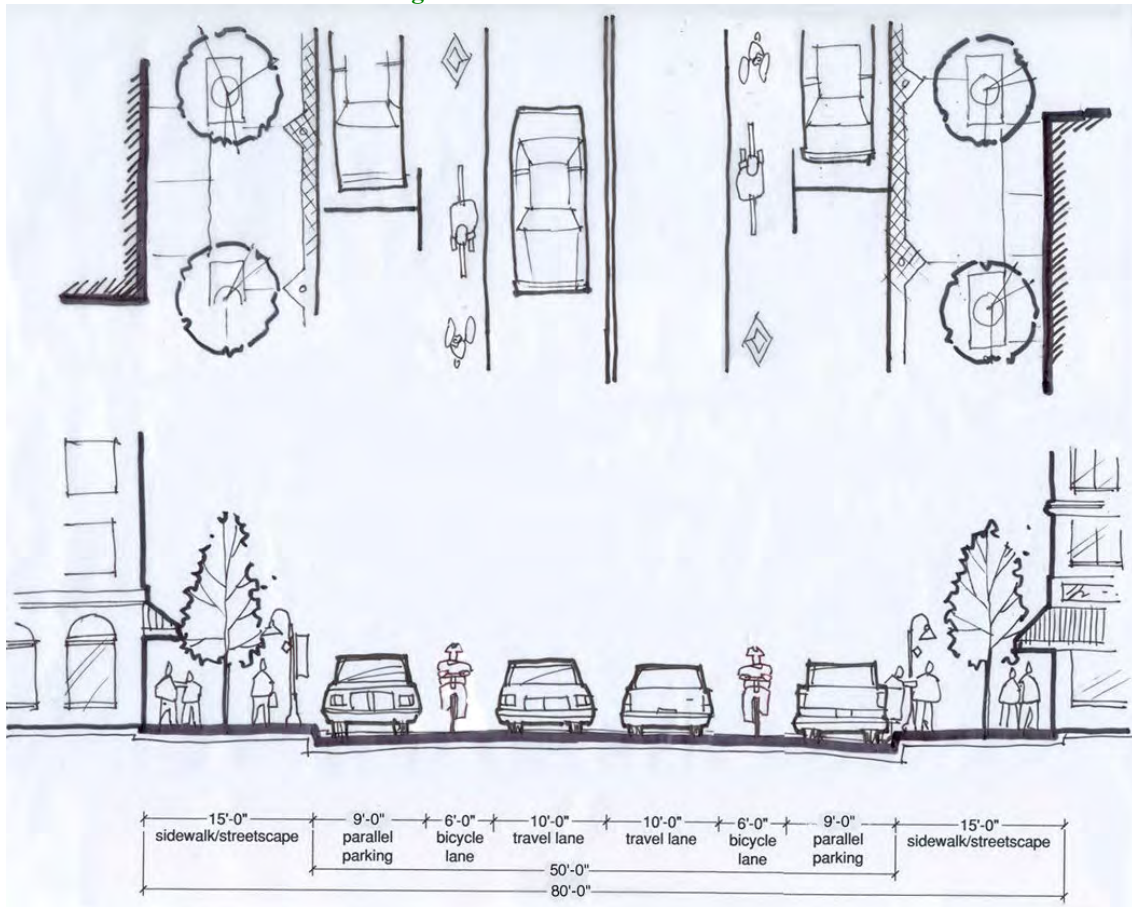 15'-0" 9'-0" 6'-0" 10'-0" 10'-0" 6'-0" 9'-0" 15'-0"
sidewalk/streetscape parallel bicycle travel lane travel lane bicycle parallel sidewalk/streetscape
parking lane lane parking
50'-0"
80'-0"